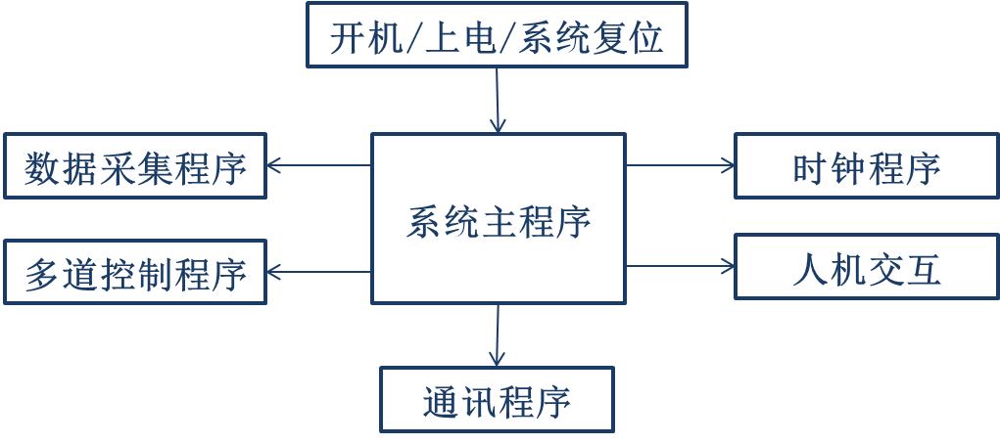 开机/上电/系统复位
数据采集程序
系统主程序
时钟程序
多道控制程序
人机交互
通讯程序